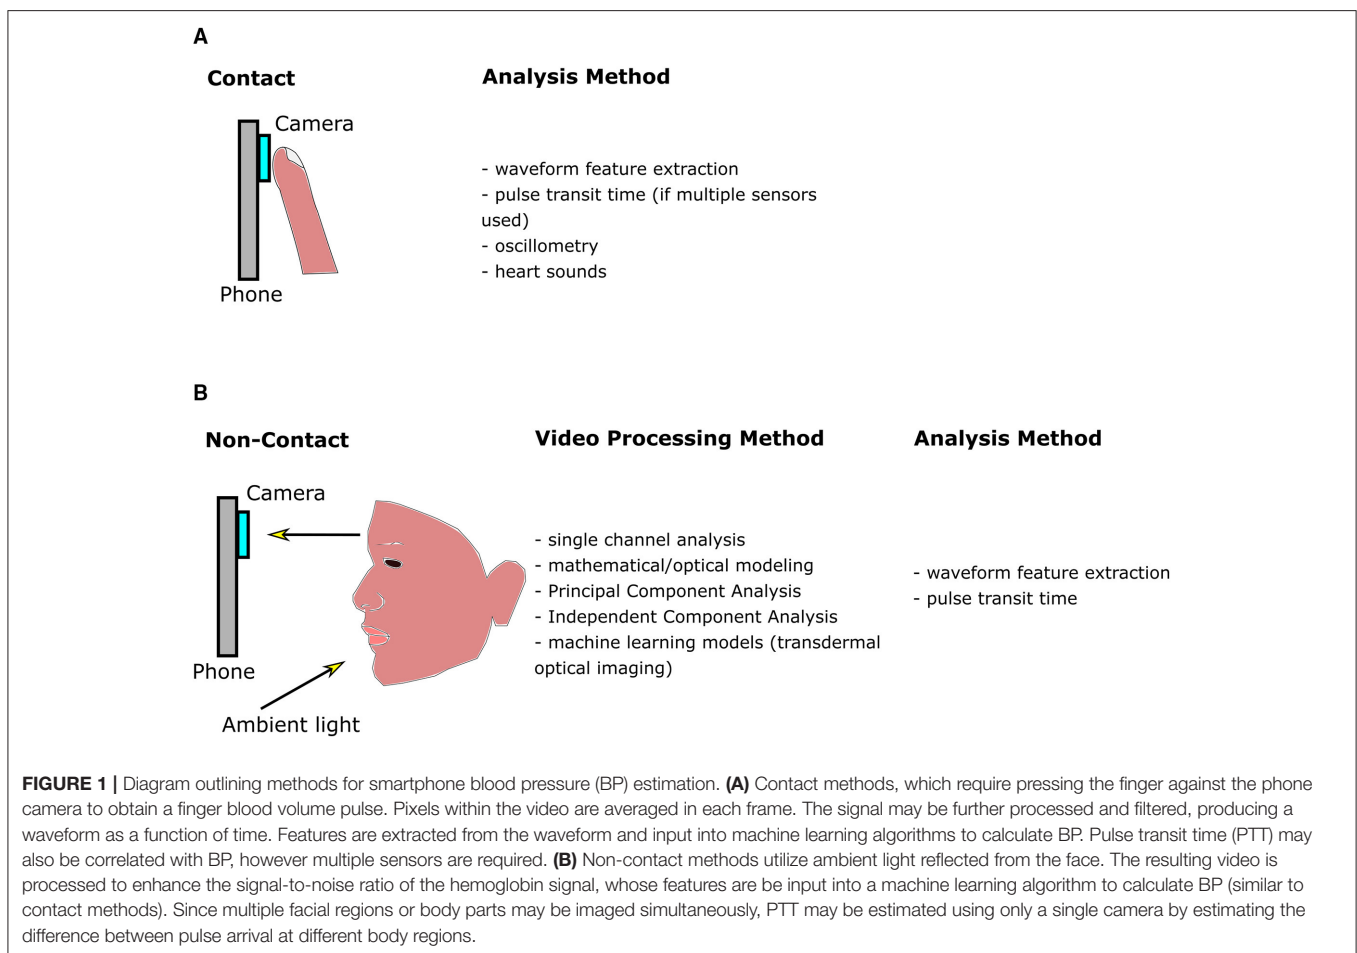 A
Contact
Analysis Method
Camera
- waveform feature extraction
- pulse transit time (if multiple sensors
used)
- oscillometry
- heart sounds
Phone
B
Non-Contact
Video Processing Method
Analysis Method
Camera
- single channel analysis
- mathematical/optical modeling
- Principal Component Analysis
- Independent Component Analysis
- machine learning models (transdermal
optical imaging)
- waveform feature extraction
- pulse transit time
Phone
Ambient light
FIGURE 1 | Diagram outlining methods for smartphone blood pressure (BP) estimation. (A) Contact methods, which require pressing the finger against the phone
camera to obtain a finger blood volume pulse. Pixels within the video are averaged in each frame. The signal may be further processed and filtered, producing a
waveform as a function of time. Features are extracted from the waveform and input into machine learning algorithms to calculate BP. Pulse transit time (PTT) may
also be correlated with BP, however multiple sensors are required. (B) Non-contact methods utilize ambient light reflected from the face. The resulting video is
processed to enhance the signal-to-noise ratio of the hemoglobin signal, whose features are be input into a machine learning algorithm to calculate BP (similar to
contact methods). Since multiple facial regions or body parts may be imaged simultaneously, PTT may be estimated using only a single camera by estimating the
difference between pulse arrival at different body regions.